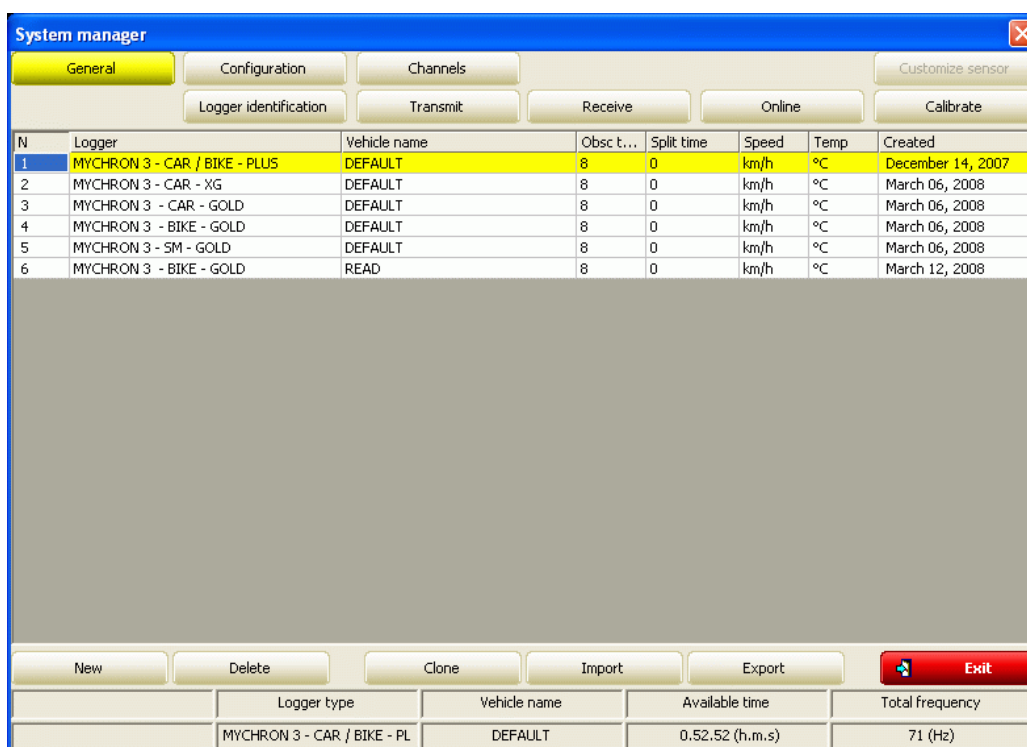 System manager
General Configuration Channels Customize sensor
Logger identification Transmit Receive Online Calibrate
N Logger Vehicle name Obsc t... Split time Speed Temp Created
1 MYCHRON 3 - CAR / BIKE - PLUS DEFAULT 8 0 km/h °C December 14, 2007
2 MYCHRON 3 - CAR - XG DEFAULT 8 0 km/h °C March 06, 2008
3 MYCHRON 3 - CAR - GOLD DEFAULT 8 0 km/h °C March 06, 2008
4 MYCHRON 3 - BIKE - GOLD DEFAULT 8 0 km/h °C March 06, 2008
5 MYCHRON 3 - SM - GOLD DEFAULT 8 0 km/h °C March 06, 2008
6 MYCHRON 3 - BIKE - GOLD READ 8 0 km/h °C March 12, 2008
New Delete Clone Import Export Exit
Logger type Vehicle name Available time Total frequency
MYCHRON 3 - CAR / BIKE - PL DEFAULT 0.52.52 (h.m.s) 71 (Hz)